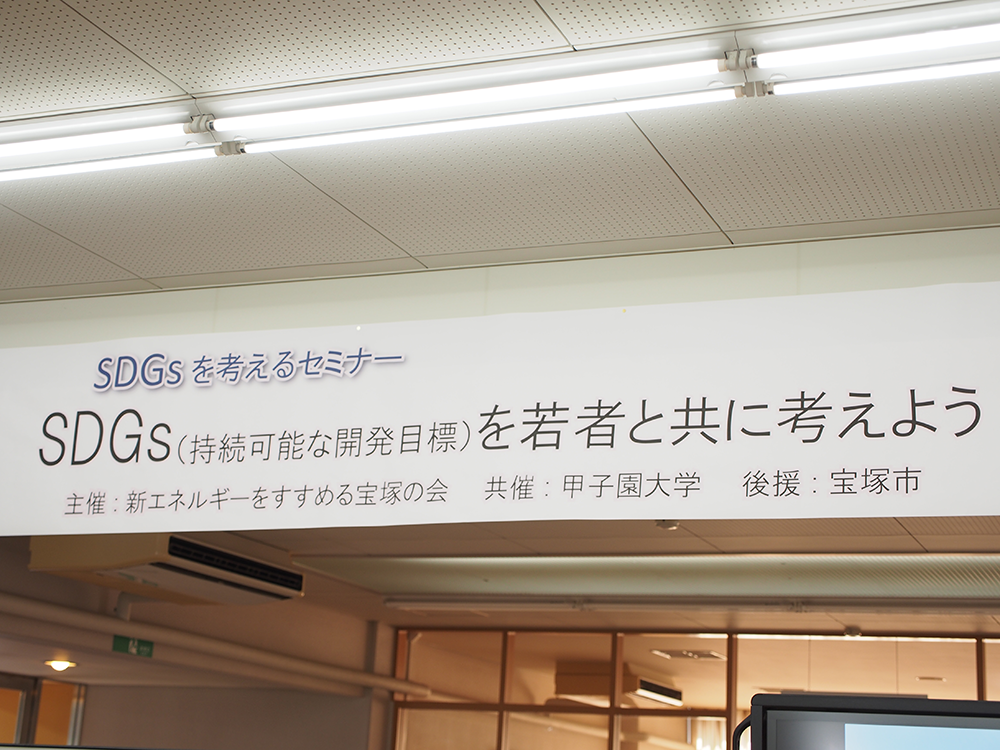 SDGsを考えるセミナー
SDGs(持続可能な開発目標)を若者と共に考えよう
主催:新エネルギーをすすめる宝塚の会 共催:甲子園大学 後援:宝塚市